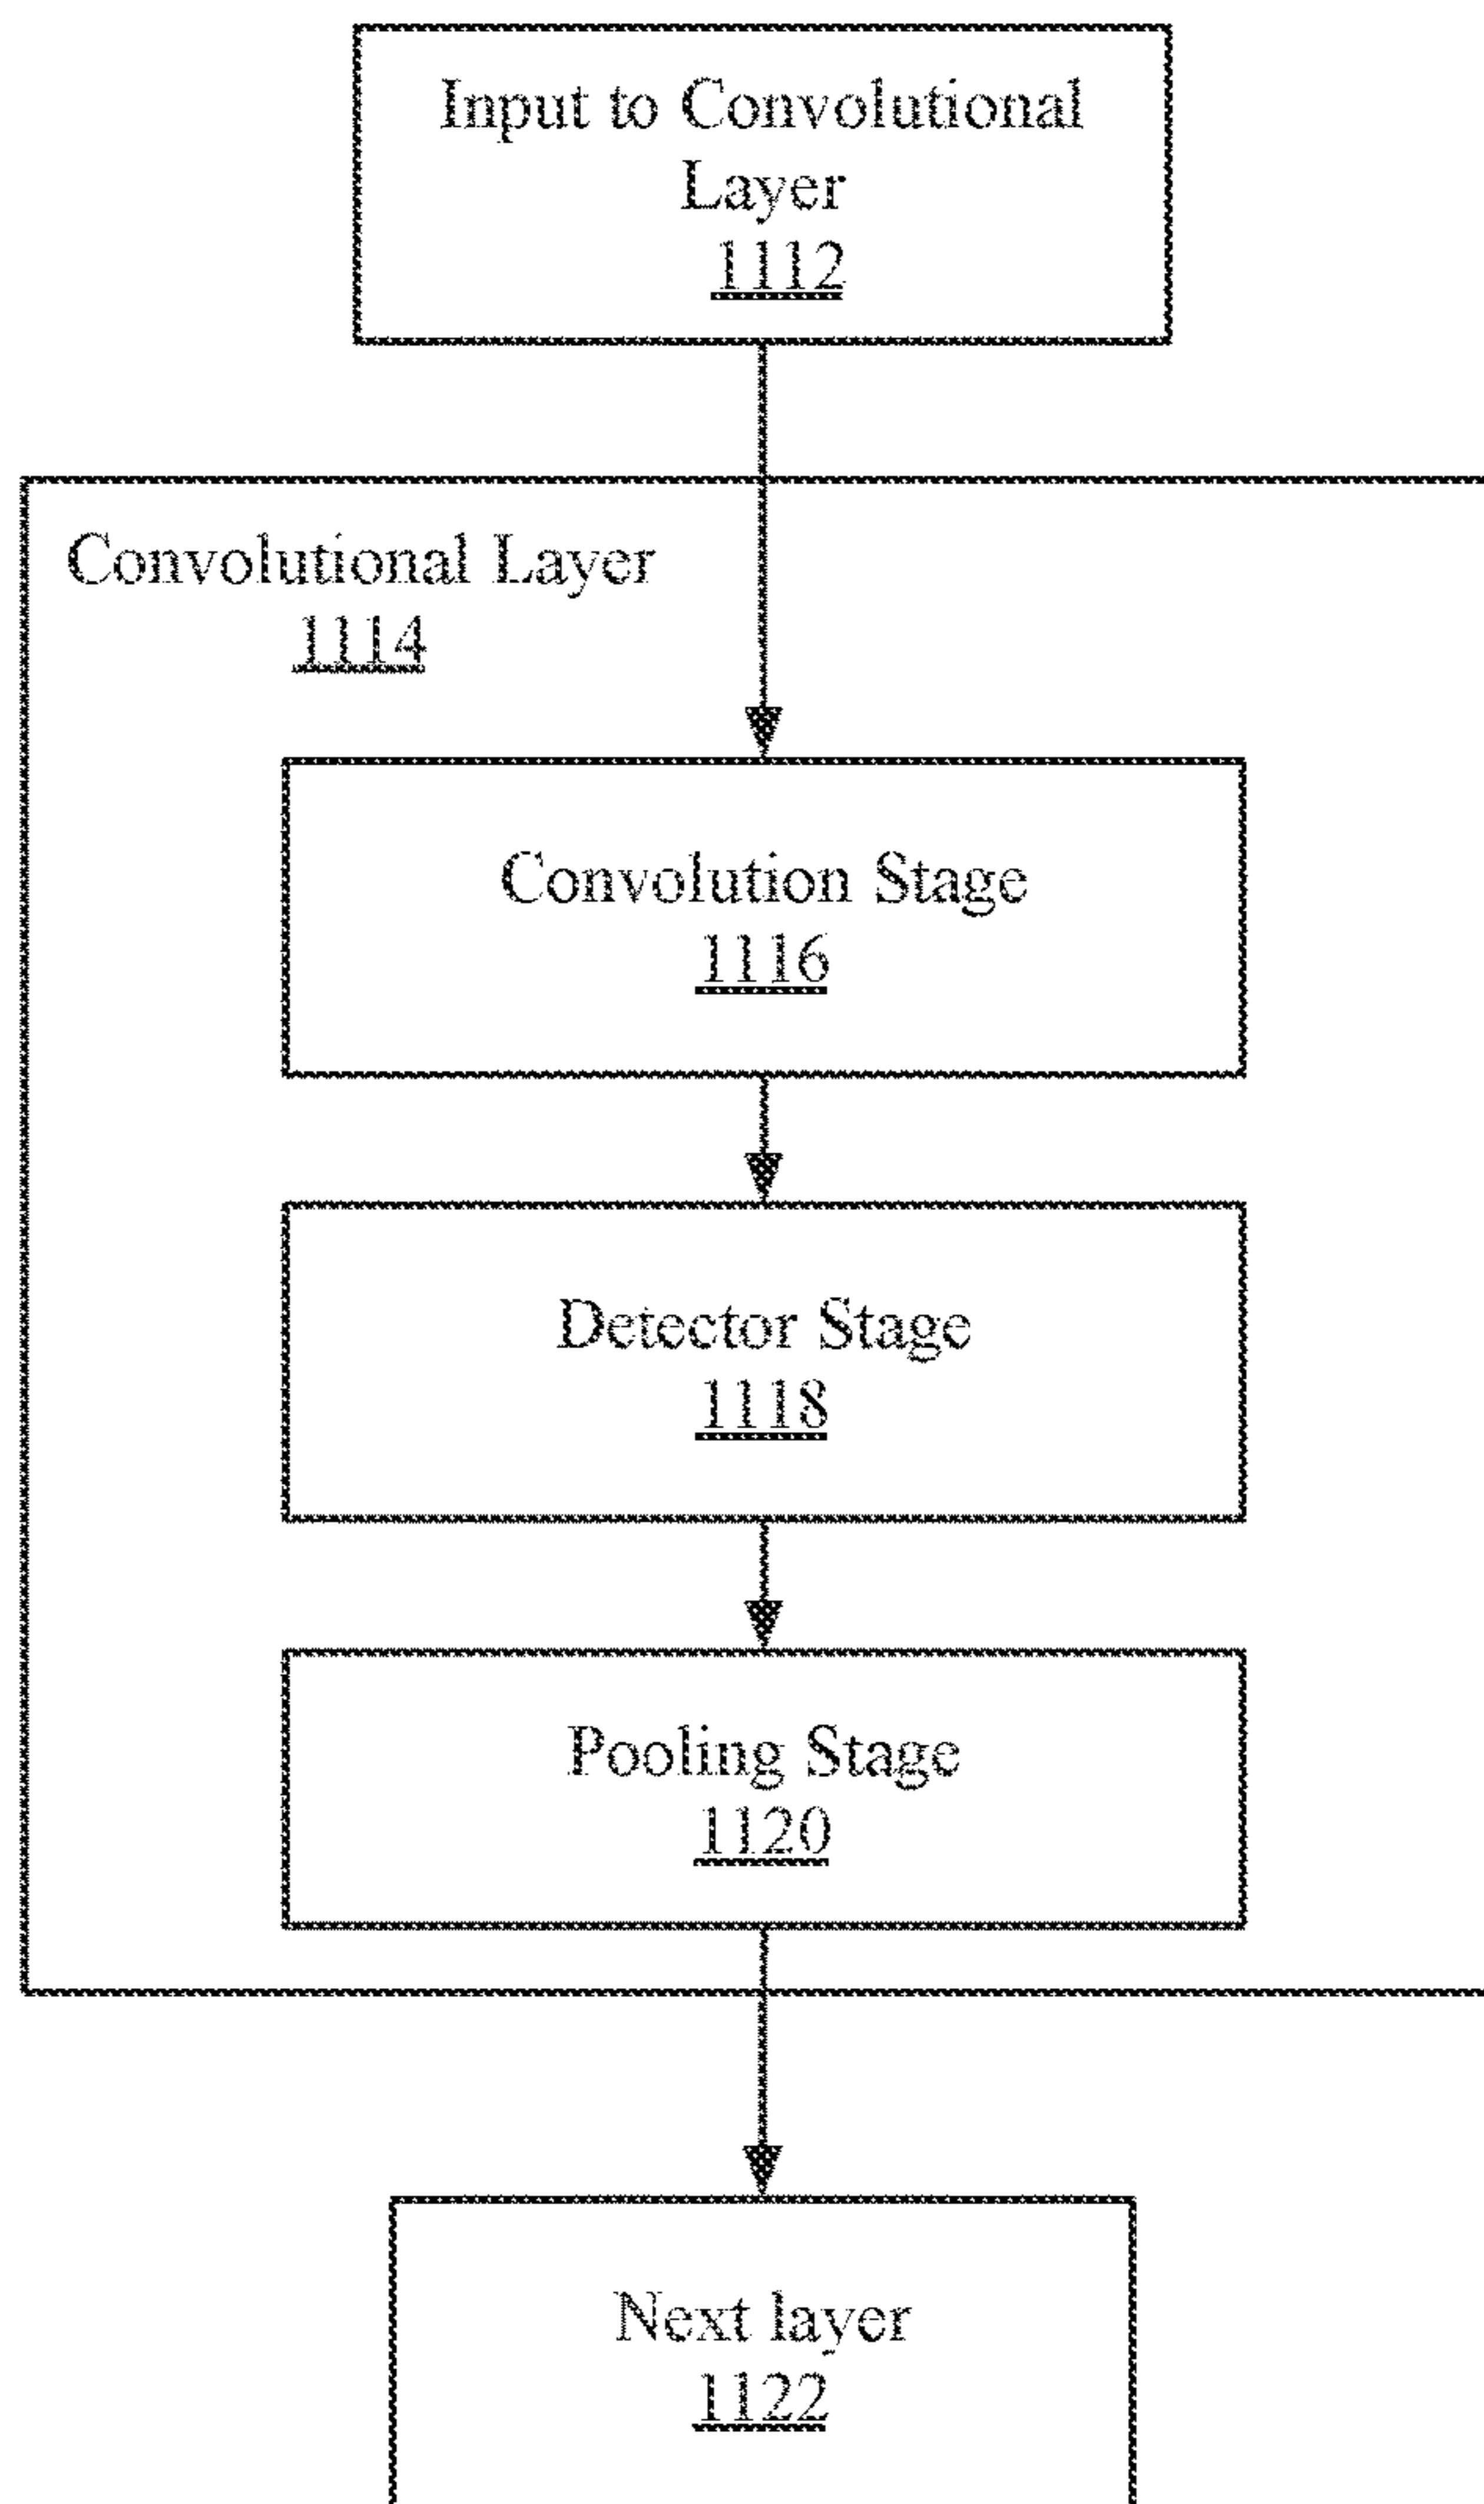 Input to Convolutional
Layer
1112
Convolutional Layer
1114
Convolution Stage
1116
Detector Stage
1118
Pooling Stage
1120
Next layer
1122